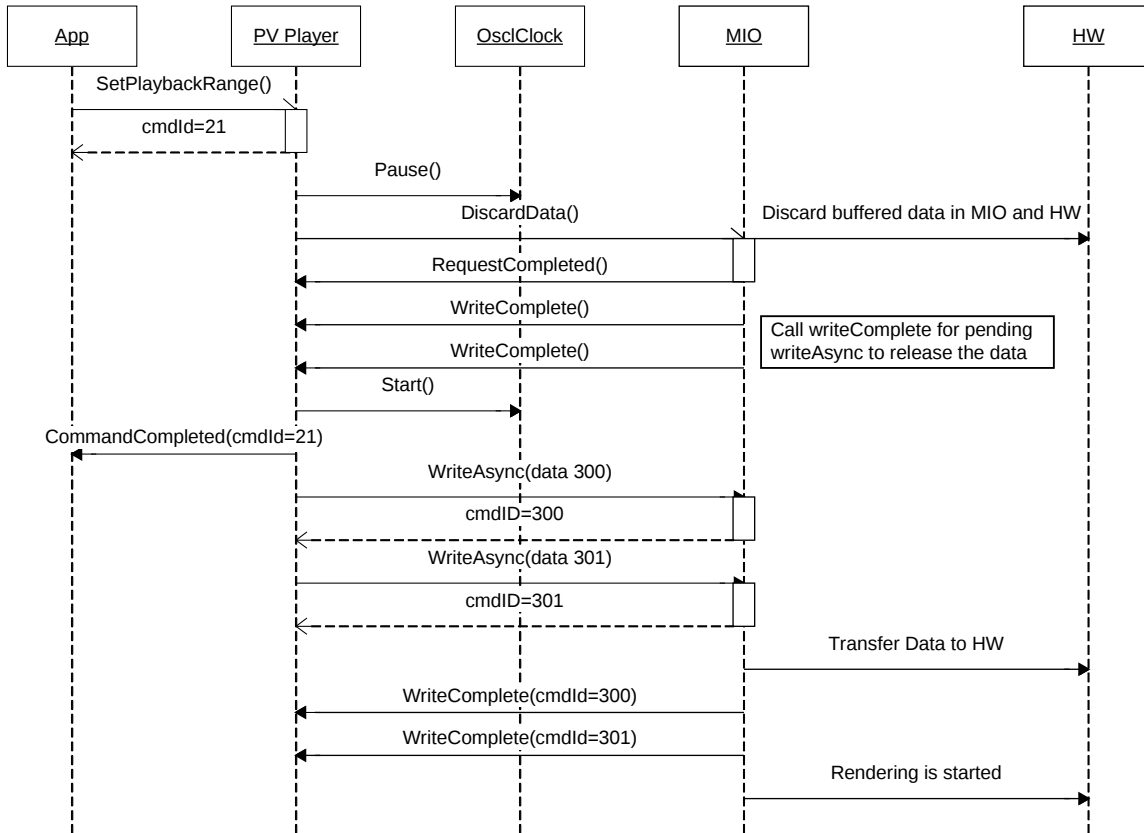 App
PV Player
OsclClock
MIO
HW
SetPlaybackRange()
cmdId=21
Pause()
DiscardData()
Discard buffered data in MIO and HW
RequestCompleted()
WriteComplete()
Call writeComplete for pending
writeAsync to release the data
WriteComplete()
Start()
CommandCompleted(cmdId=21)
WriteAsync(data 300)
cmdID=300
WriteAsync(data 301)
cmdID=301
Transfer Data to HW
WriteComplete(cmdId=300)
WriteComplete(cmdId=301)
Rendering is started